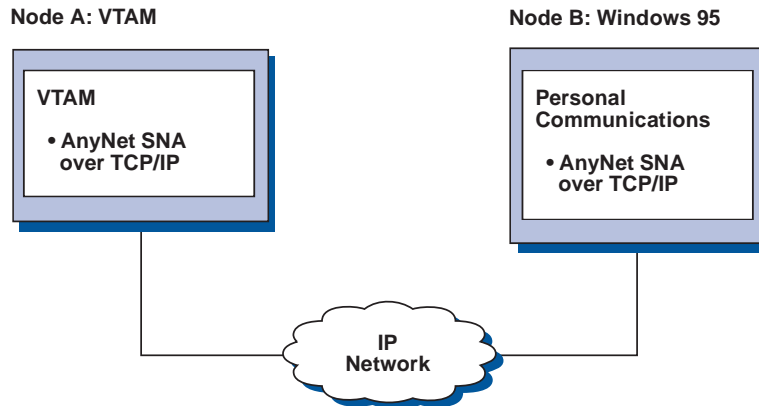 Node A: VTAM
Node B: Windows 95
VTAM
• AnyNet SNA
over TCP/IP
Personal
Communications
• AnyNet SNA
over TCP/IP
IP
Network